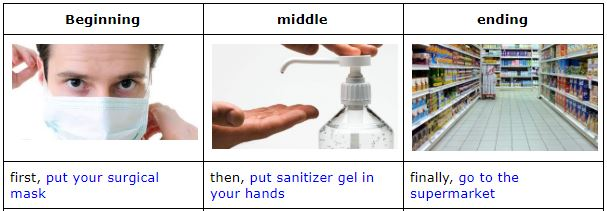 Beginning
middle
ending
first, put your surgical
mask
then, put sanitizer gel in
your hands
finally, go to the
supermarket